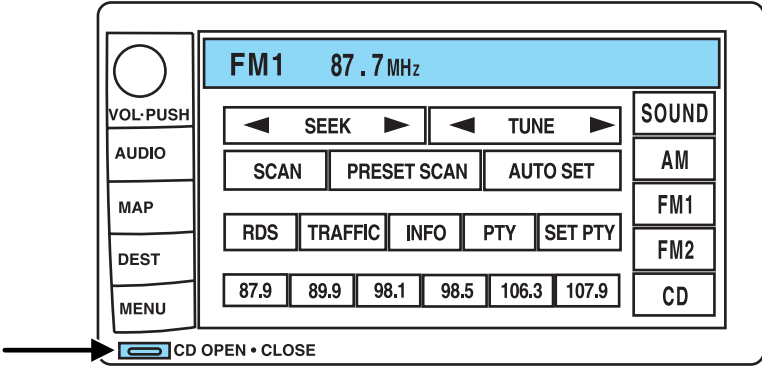 FM1 87.7 MHz
VOL·PUSH
AUDIO
MAP
DEST
MENU
◄ SEEK ► ◄ TUNE ►
SCAN PRESET SCAN AUTO SET
RDS TRAFFIC INFO PTY SET PTY
87.9 89.9 98.1 98.5 106.3 107.9
SOUND
AM
FM1
FM2
CD
CD OPEN • CLOSE